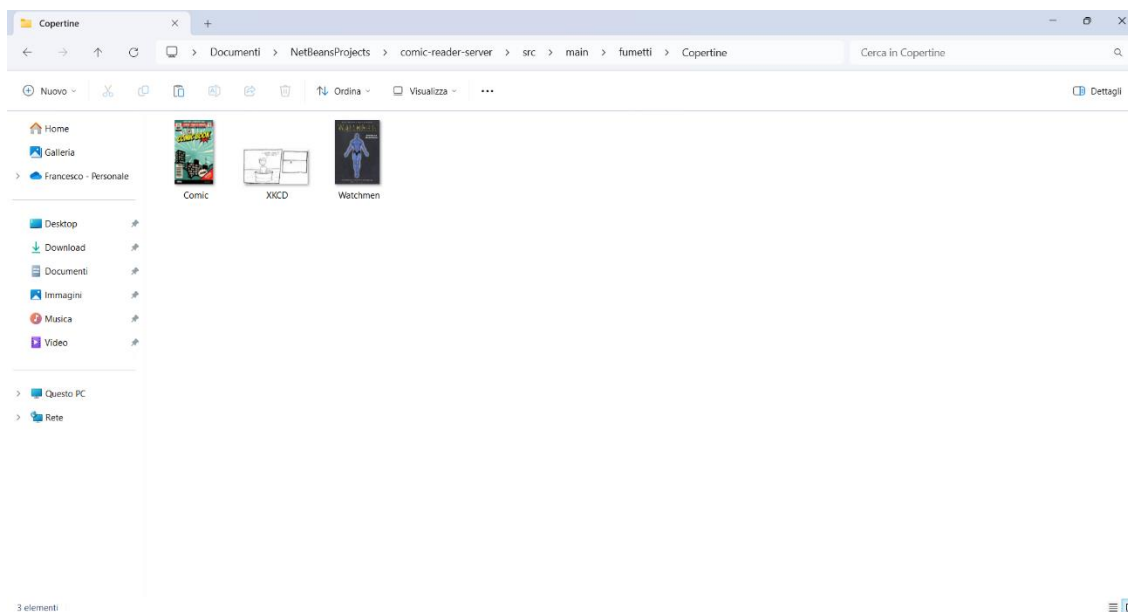 Copertine
Documenti > NetBeansProjects > comic-reader-server > src > main > fumetti > Copertine
Cerca in Copertine
Nuovo
Ordina
Visualizza
Dettagli
Home
Galleria
Francesco - Personale
Desktop
Download
Documenti
Immagini
Musica
Video
Questo PC
Rete
Comic
XKCD
Watchmen
3 elementi